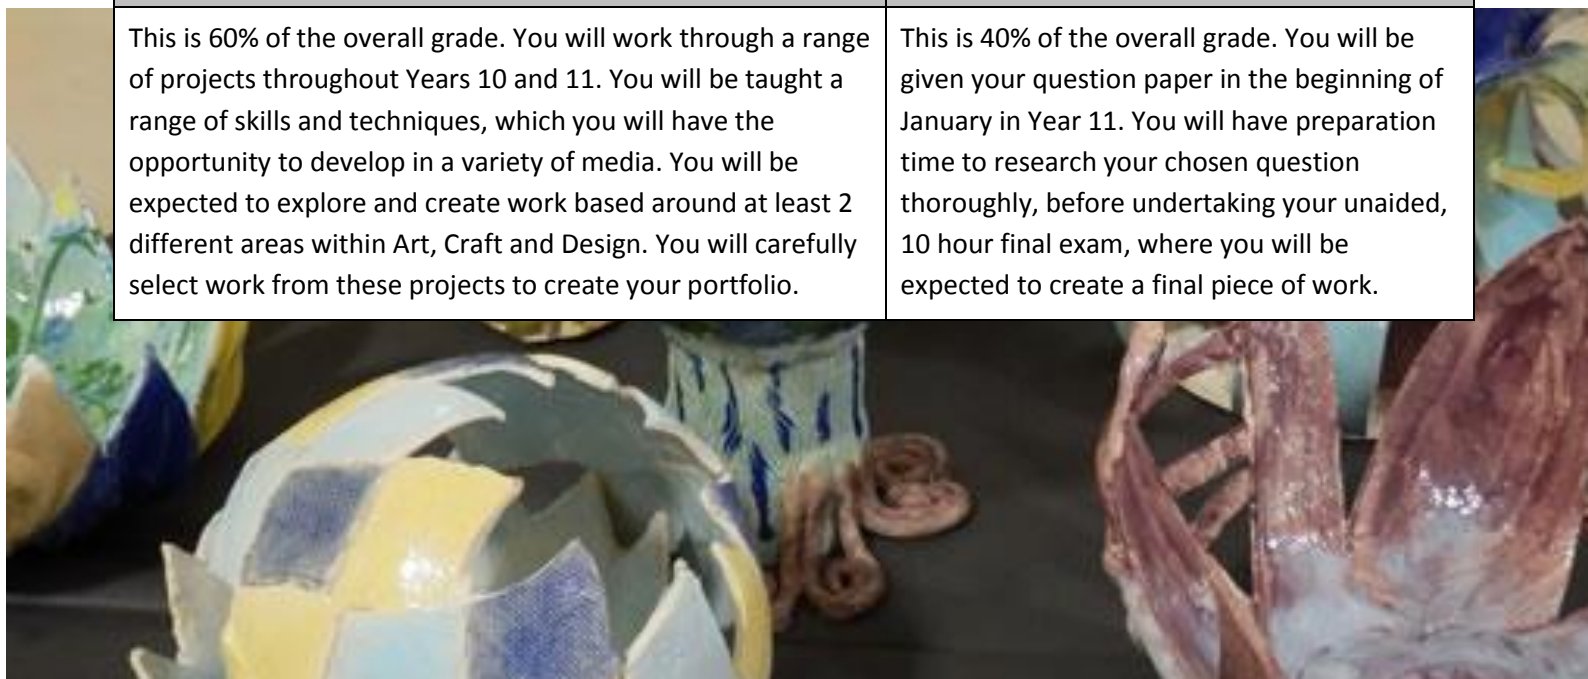 This is 60% of the overall grade. You will work through a range
of projects throughout Years 10 and 11. You will be taught a
range of skills and techniques, which you will have the
opportunity to develop in a variety of media. You will be
expected to explore and create work based around at least 2
different areas within Art, Craft and Design. You will carefully
select work from these projects to create your portfolio.
This is 40% of the overall grade. You will be
given your question paper in the beginning of
January in Year 11. You will have preparation
time to research your chosen question
thoroughly, before undertaking your unaided,
10 hour final exam, where you will be
expected to create a final piece of work.